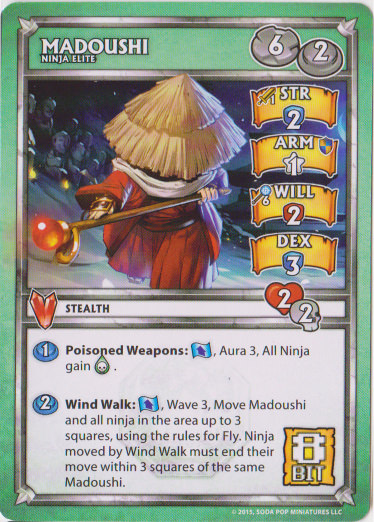 MADOUSHI
NINJA ELITE
6 2
STR
2
ARM
1
6 WILL
2
DEX
3
STEALTH
2
2
1 Poisoned Weapons: , Aura 3, All Ninja
gain .
2 Wind Walk: , Wave 3, Move Madoushi
and all ninja in the area up to 3
squares, using the rules for Fly. Ninja
moved by Wind Walk must end their
move within 3 squares of the same
Madoushi.
8
BIT
© 2015, SODA POP MINIATURES LLC